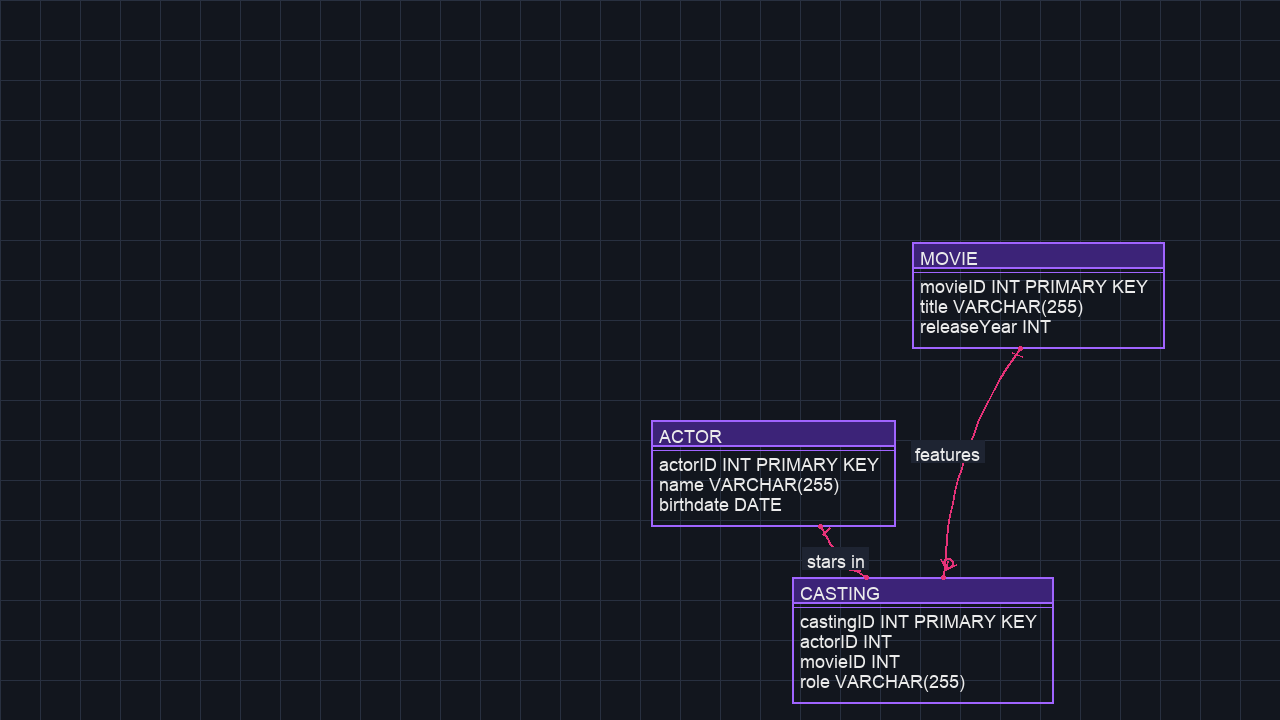 MOVIE
movieID INT PRIMARY KEY
title VARCHAR(255)
releaseYear INT
ACTOR
actorID INT PRIMARY KEY
name VARCHAR(255)
birthdate DATE
features
stars in
CASTING
castingID INT PRIMARY KEY
actorID INT
movieID INT
role VARCHAR(255)